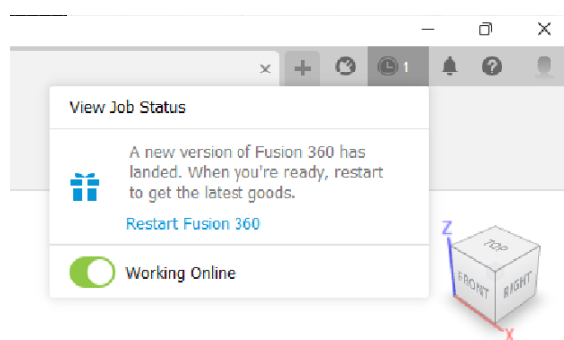 1
View Job Status
A new version of Fusion 360 has
landed. When you're ready, restart
to get the latest goods.
Restart Fusion 360
Working Online
Z
TOP
FRONT
RIGHT
X